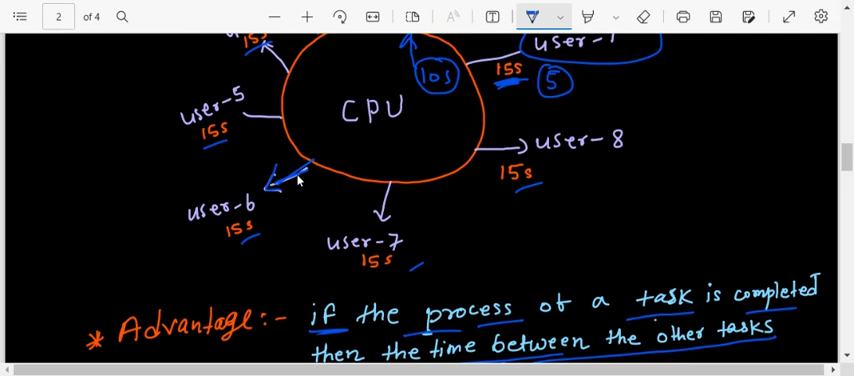 2 of 4
15s
10s
user-1
15s 5
user-5
15s
CPU
user-8
15s
user-6
15s
user-7
15s
* Advantage:- if the process of a task is completed
then the time between the other tasks